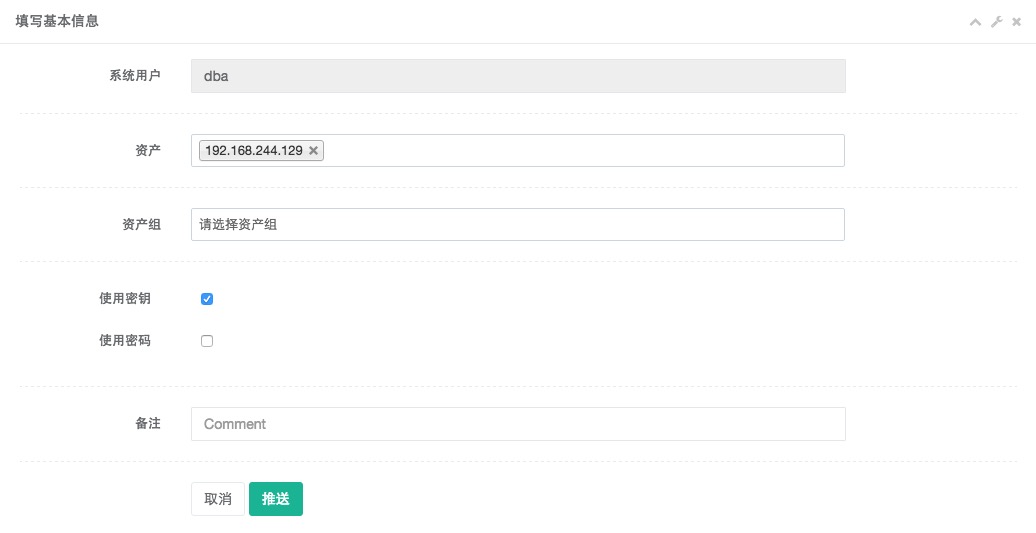 填写基本信息
系统用户 dba
资产 192.168.244.129
资产组 请选择资产组
使用密钥
使用密码
备注 Comment
取消 推送